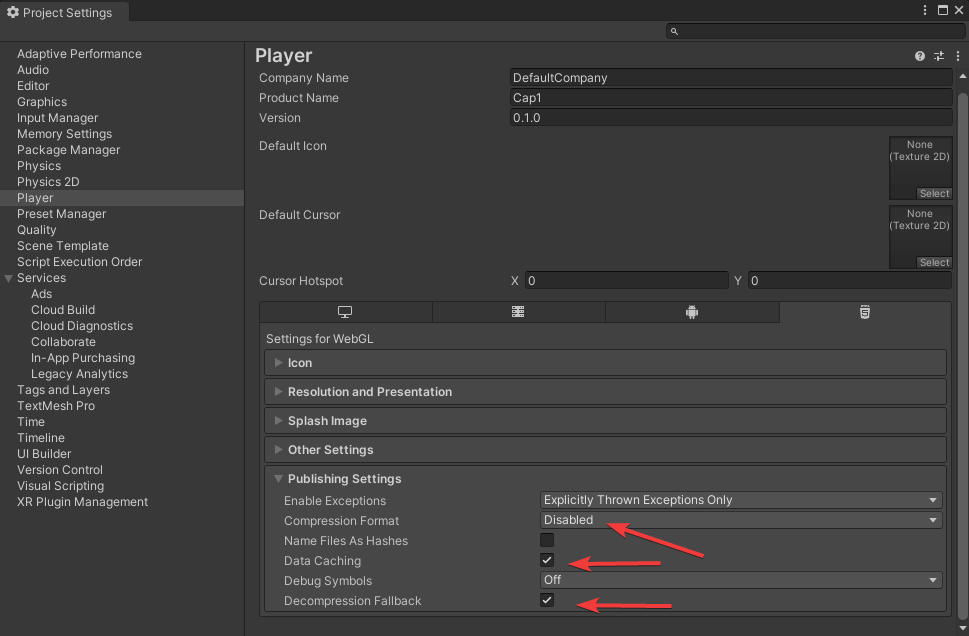 Project Settings
Adaptive Performance
Audio
Editor
Graphics
Input Manager
Memory Settings
Package Manager
Physics
Physics 2D
Player
Preset Manager
Quality
Scene Template
Script Execution Order
Services
Ads
Cloud Build
Cloud Diagnostics
Collaborate
In-App Purchasing
Legacy Analytics
Tags and Layers
TextMesh Pro
Time
Timeline
UI Builder
Version Control
Visual Scripting
XR Plugin Management
Player
Company Name DefaultCompany
Product Name Cap1
Version 0.1.0
Default Icon
None
(Texture 2D)
Select
Default Cursor
None
(Texture 2D)
Select
Cursor Hotspot X 0 Y 0
Settings for WebGL
Icon
Resolution and Presentation
Splash Image
Other Settings
Publishing Settings
Enable Exceptions Explicitly Thrown Exceptions Only
Compression Format Disabled
Name Files As Hashes
Data Caching
Debug Symbols Off
Decompression Fallback